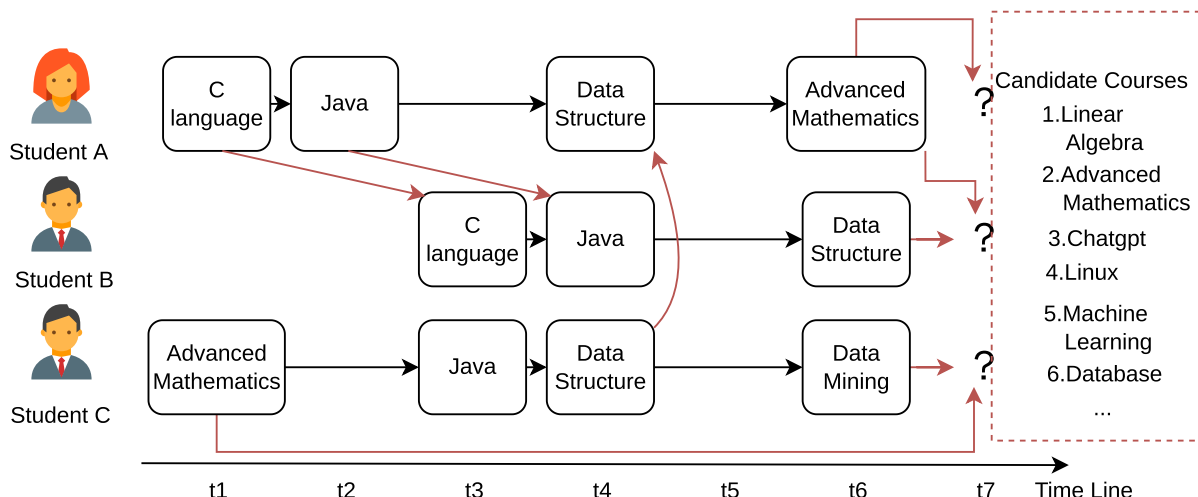 Student A
C
language
Java
Data
Structure
Advanced
Mathematics
?
Student B
C
language
Java
Data
Structure
?
Student C
Advanced
Mathematics
Java
Data
Structure
Data
Mining
?
Candidate Courses
1.Linear
Algebra
2.Advanced
Mathematics
3.Chatgpt
4.Linux
5.Machine
Learning
6.Database
...
t1 t2 t3 t4 t5 t6 t7 Time Line